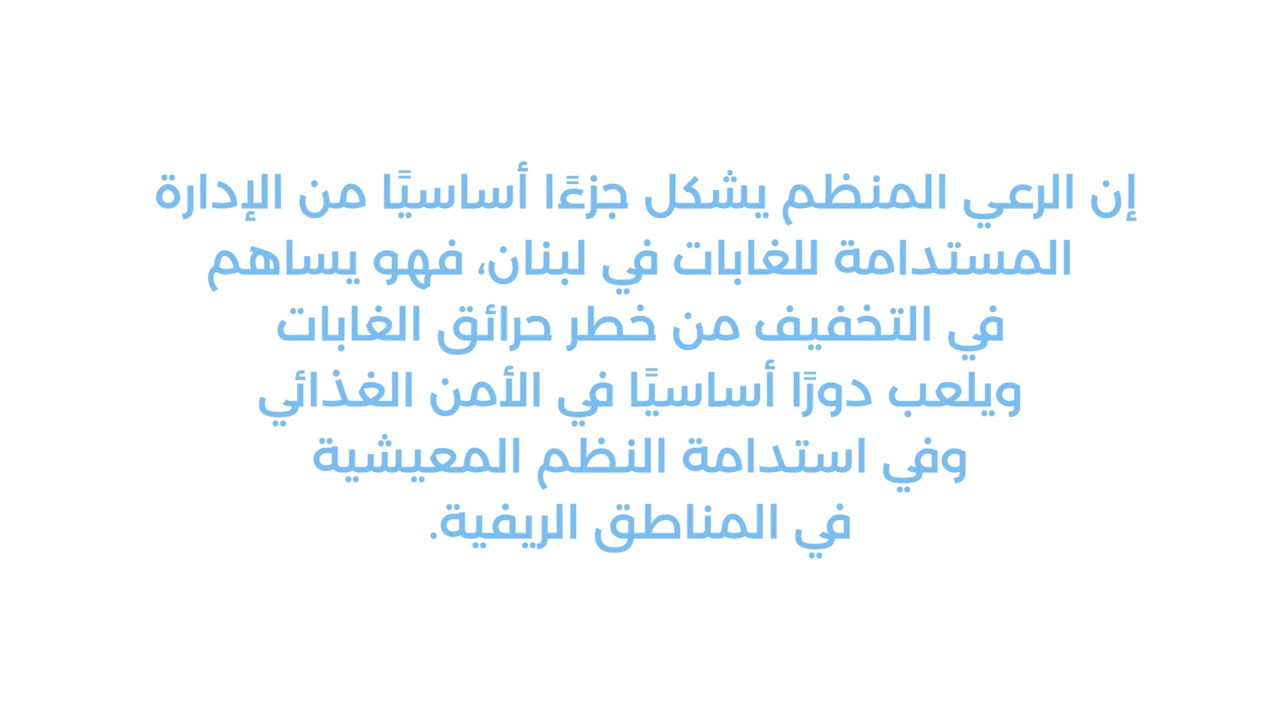 إن الرعي المنظم يشكل جزءًا أساسيًا من الإدارة
المستدامة للغابات في لبنان، فهو يساهم
في التخفيف من خطر حرائق الغابات
ويلعب دورًا أساسيًا في الأمن الغذائي
وفي استدامة النظم المعيشية
في المناطق الريفية.